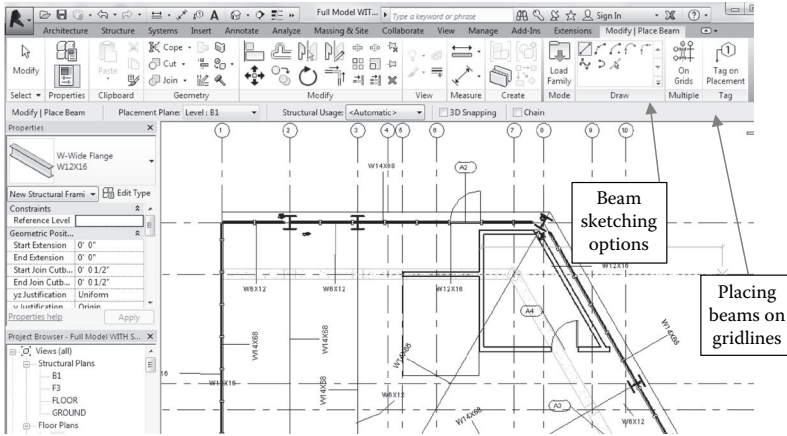 Full Model WIT...
Type a keyword or phrase
Sign In
Architecture Structure Systems Insert Annotate Analyze Massing & Site Collaborate View Manage Add-Ins Extensions Modify | Place Beam
Modify
Paste
Cope
Cut
Join
Load Family
On Grids
Tag on Placement
Select Properties Clipboard Geometry Modify View Measure Create Mode Draw Multiple Tag
Modify | Place Beam Placement Plane: Level : B1 Structural Usage: <Automatic> 3D Snapping Chain
Properties
W-Wide Flange
W12X16
New Structural Frami Edit Type
Constraints
Reference Level
Geometric Posit...
Start Extension 0' 0"
End Extension 0' 0"
Start Join Cutb... 0' 0 1/2"
End Join Cutb... 0' 0 1/2"
yz Justification Uniform
y Justification Origin
Properties help Apply
Project Browser - Full Model WITH S...
Views (all)
Structural Plans
B1
F3
FLOOR
GROUND
Floor Plans
1 2 3 4 5 6 7 8 9 10
W14X68
A2
Beam sketching options
Placing beams on gridlines
W12X16
W8X12
W8X12
W12X16
A4
W14X68
W14X68
W14X68
W14X68
W14X68
W14X68
A3
W8X12
W8X12